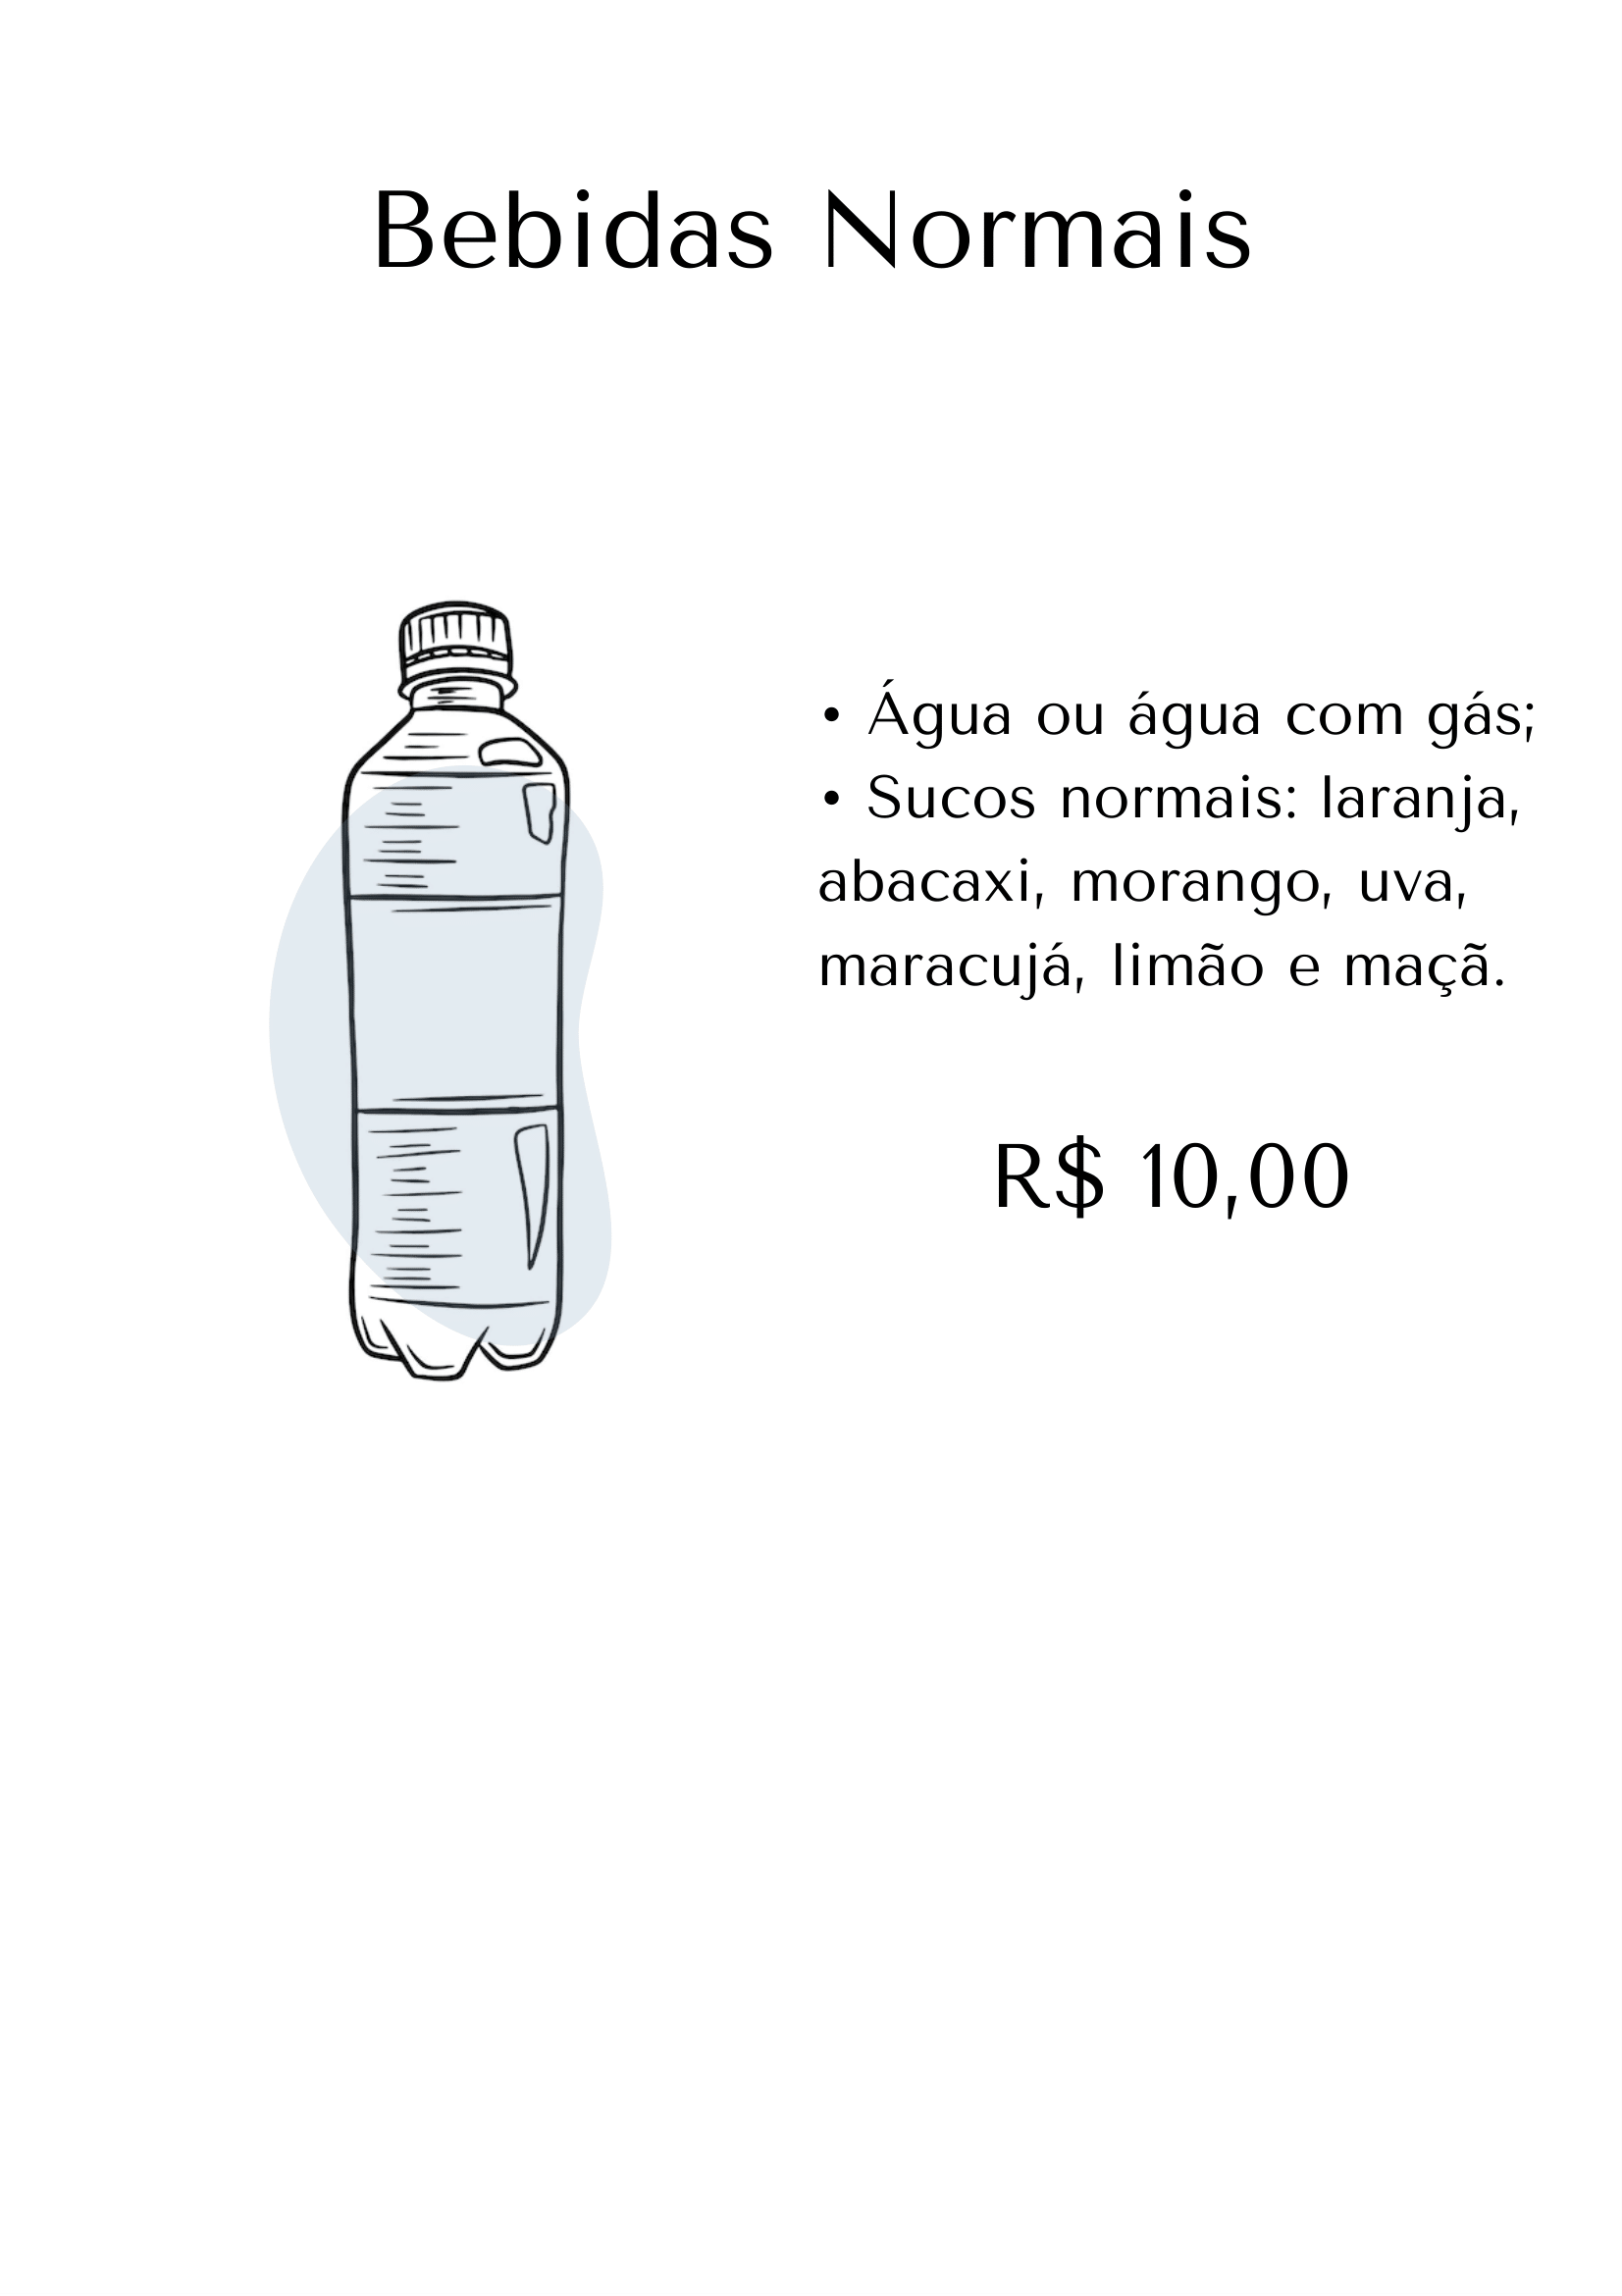 Bebidas Normais
• Água ou água com gás;
• Sucos normais: laranja,
abacaxi, morango, uva,
maracujá, limão e maçã.
R$ 10,00